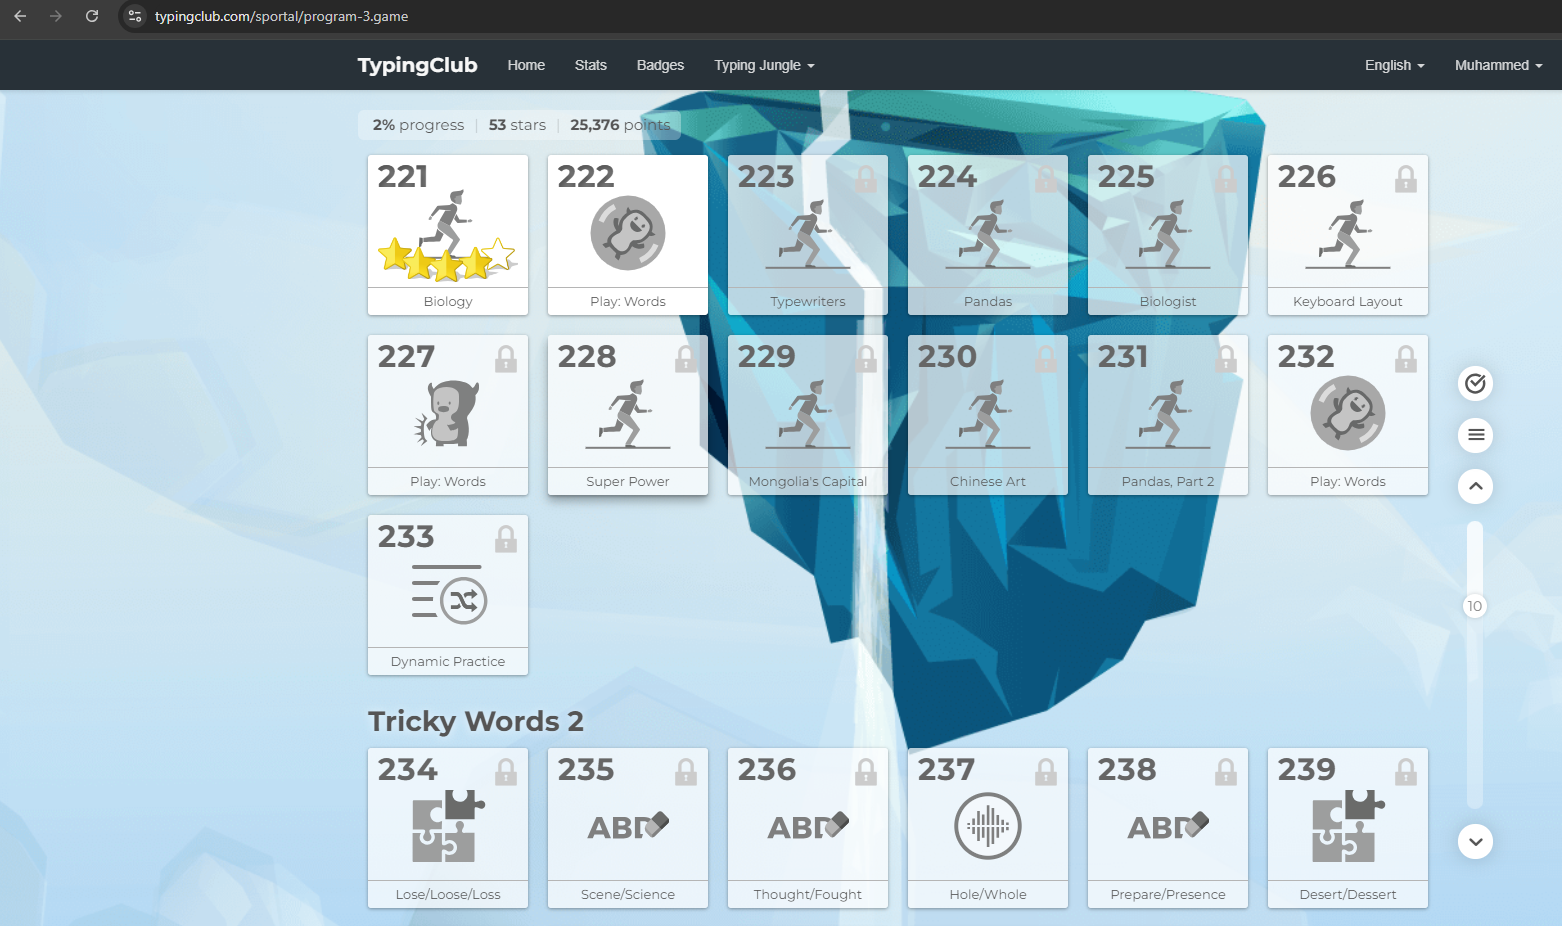 typingclub.com/sportal/program-3.game
TypingClub Home Stats Badges Typing Jungle English Muhammed
2% progress | 53 stars | 25,376 points
221 222 223 224 225 226
Biology Play: Words Typewriters Pandas Biologist Keyboard Layout
227 228 229 230 231 232
Play: Words Super Power Mongolia's Capital Chinese Art Pandas, Part 2 Play: Words
233
10
Dynamic Practice
Tricky Words 2
234 235 236 237 238 239
ABD ABD ABD
Lose/Loose/Loss Scene/Science Thought/Fought Hole/Whole Prepare/Presence Desert/Dessert